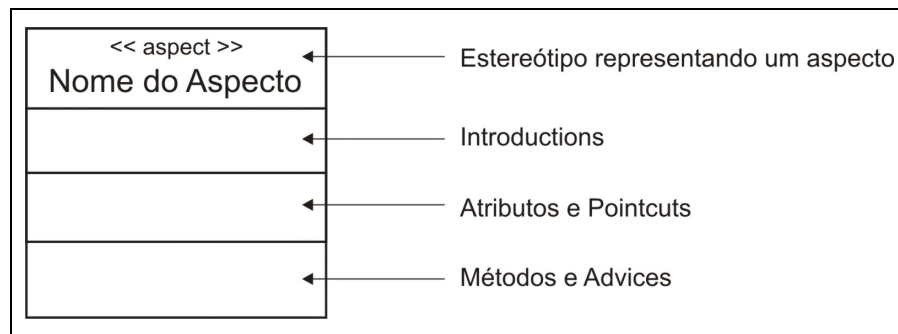 << aspect >>
Nome do Aspecto
Estereótipo representando um aspecto
Introductions
Atributos e Pointcuts
Métodos e Advices